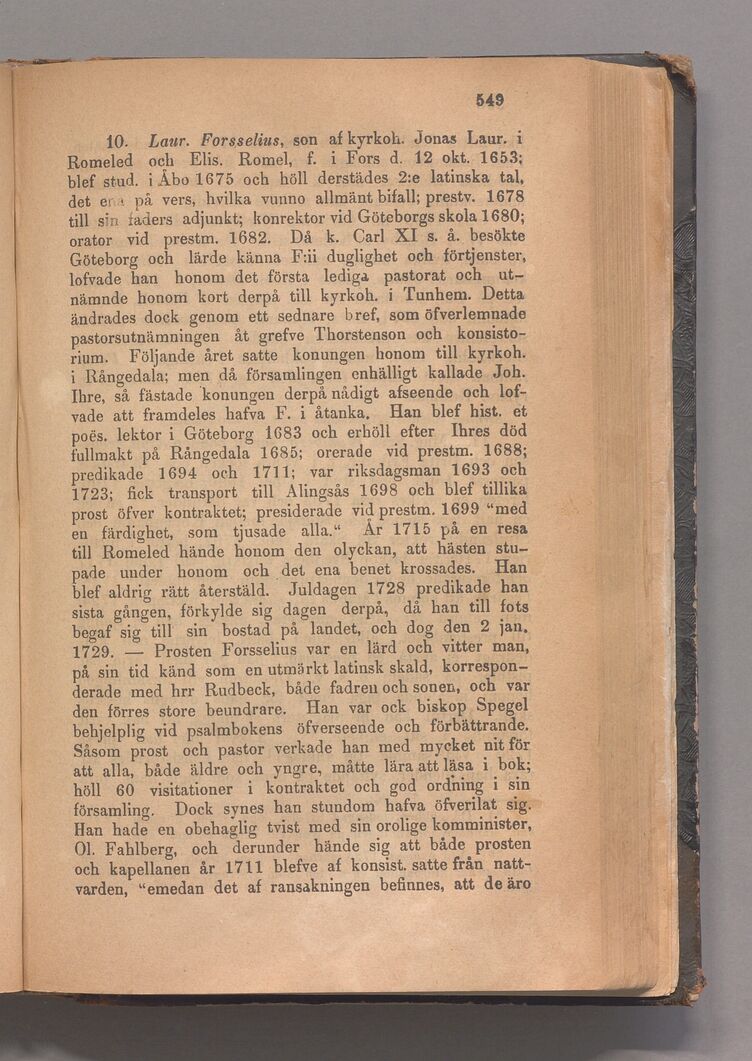 549
10. Laur. Forsselius, son af kyrkoh. Jonas Laur. i
Romeled och Elis. Romel, f. i Fors d. 12 okt. 1653;
blef stud. i Åbo 1675 och höll derstädes 2:e latinska tal,
det ena på vers, hvilka vunno allmänt bifall; prestv. 1678
till sin faders adjunkt; konrektor vid Göteborgs skola 1680;
orator vid prestm. 1682. Då k. Carl XI s. å. besökte
Göteborg och lärde känna F:ii duglighet och förtjenster,
lofvade han honom det första lediga pastorat och ut-
nämnde honom kort derpå till kyrkoh. i Tunhem. Detta
ändrades dock genom ett sednare bref, som öfverlemnade
pastorsutnämningen åt grefve Thorstenson och konsisto-
rium. Följande året satte konungen honom till kyrkoh.
i Rångedala; men då församlingen enhälligt kallade Joh.
Ihre, så fästade konungen derpå nådigt afseende och lof-
vade att framdeles hafva F. i åtanka. Han blef hist. et
poës. lektor i Göteborg 1683 och erhöll efter Ihres död
fullmakt på Rångedala 1685; orerade vid prestm. 1688;
predikade 1694 och 1711; var riksdagsman 1693 och
1723; fick transport till Alingsås 1698 och blef tillika
prost öfver kontraktet; presiderade vid prestm. 1699 “med
en färdighet, som tjusade alla.“ År 1715 på en resa
till Romeled hände honom den olyckan, att hästen stu-
pade under honom och det ena benet krossades. Han
blef aldrig rätt återstäld. Juldagen 1728 predikade han
sista gången, förkylde sig dagen derpå, då han till fots
begaf sig till sin bostad på landet, och dog den 2 jan.
1729. — Prosten Forsselius var en lärd och vitter man,
på sin tid känd som en utmärkt latinsk skald, korrespon-
derade med hrr Rudbeck, både fadren och sonen, och var
den förres store beundrare. Han var ock biskop Spegel
behjelplig vid psalmbokens öfverseende och förbättrande.
Såsom prost och pastor verkade han med mycket nit för
att alla, både äldre och yngre, måtte lära att läsa i bok;
höll 60 visitationer i kontraktet och god ordning i sin
församling. Dock synes han stundom hafva öfverilat sig.
Han hade en obehaglig tvist med sin orolige komminister,
Ol. Fahlberg, och derunder hände sig att både prosten
och kapellanen år 1711 blefve af konsist. satte från natt-
varden, “emedan det af ransakningen befinnes, att de äro